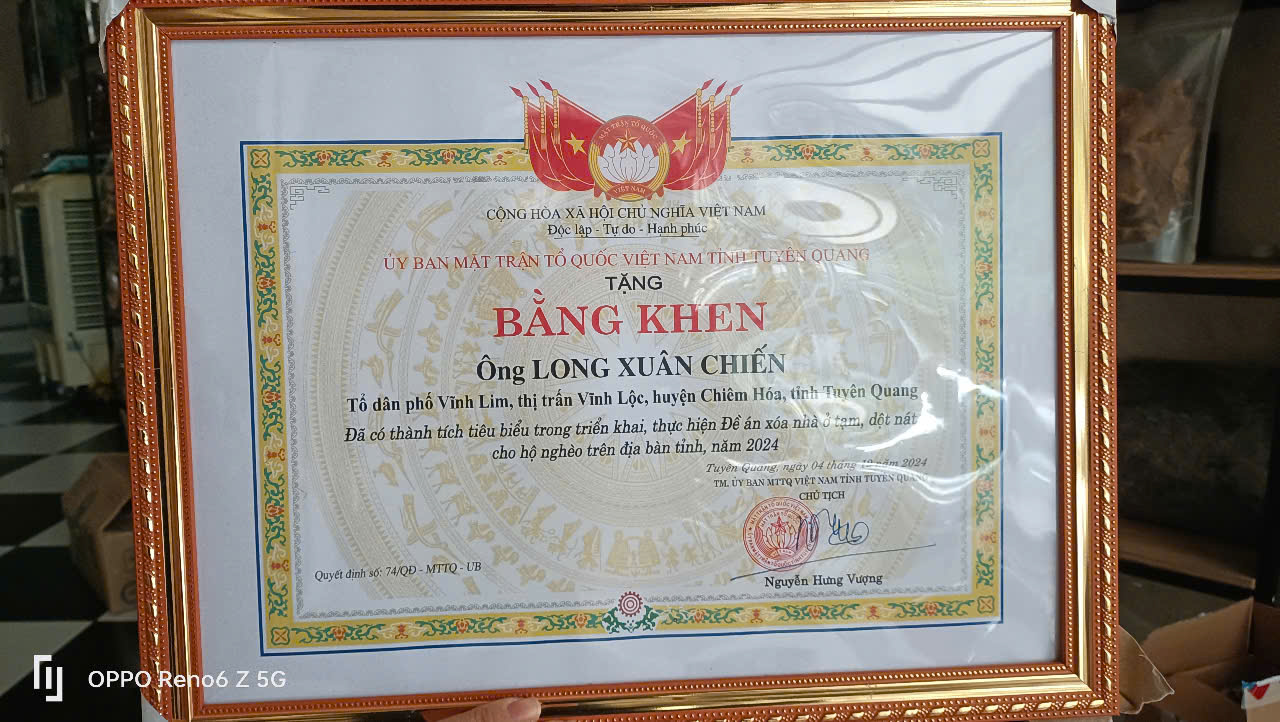 MẶT TRẬN TỔ QUỐC
VIỆT NAM
CỘNG HÒA XÃ HỘI CHỦ NGHĨA VIỆT NAM
Độc lập - Tự do - Hạnh phúc
ỦY BAN MẶT TRẬN TỔ QUỐC VIỆT NAM TỈNH TUYÊN QUANG
TẶNG
BẰNG KHEN
Ông LONG XUÂN CHIẾN
Tổ dân phố Vĩnh Lim, thị trấn Vĩnh Lộc, huyện Chiêm Hóa, tỉnh Tuyên Quang
Đã có thành tích tiêu biểu trong triển khai, thực hiện Đề án xóa nhà ở tạm, dột nát
cho hộ nghèo trên địa bàn tỉnh, năm 2024
Tuyên Quang, ngày 04 tháng 12 năm 2024
TM. ỦY BAN MTTQ VIỆT NAM TỈNH TUYÊN QUANG
CHỦ TỊCH
Quyết định số: 74/QĐ - MTTQ - UB
Nguyễn Hưng Vượng
OPPO Reno6 Z 5G